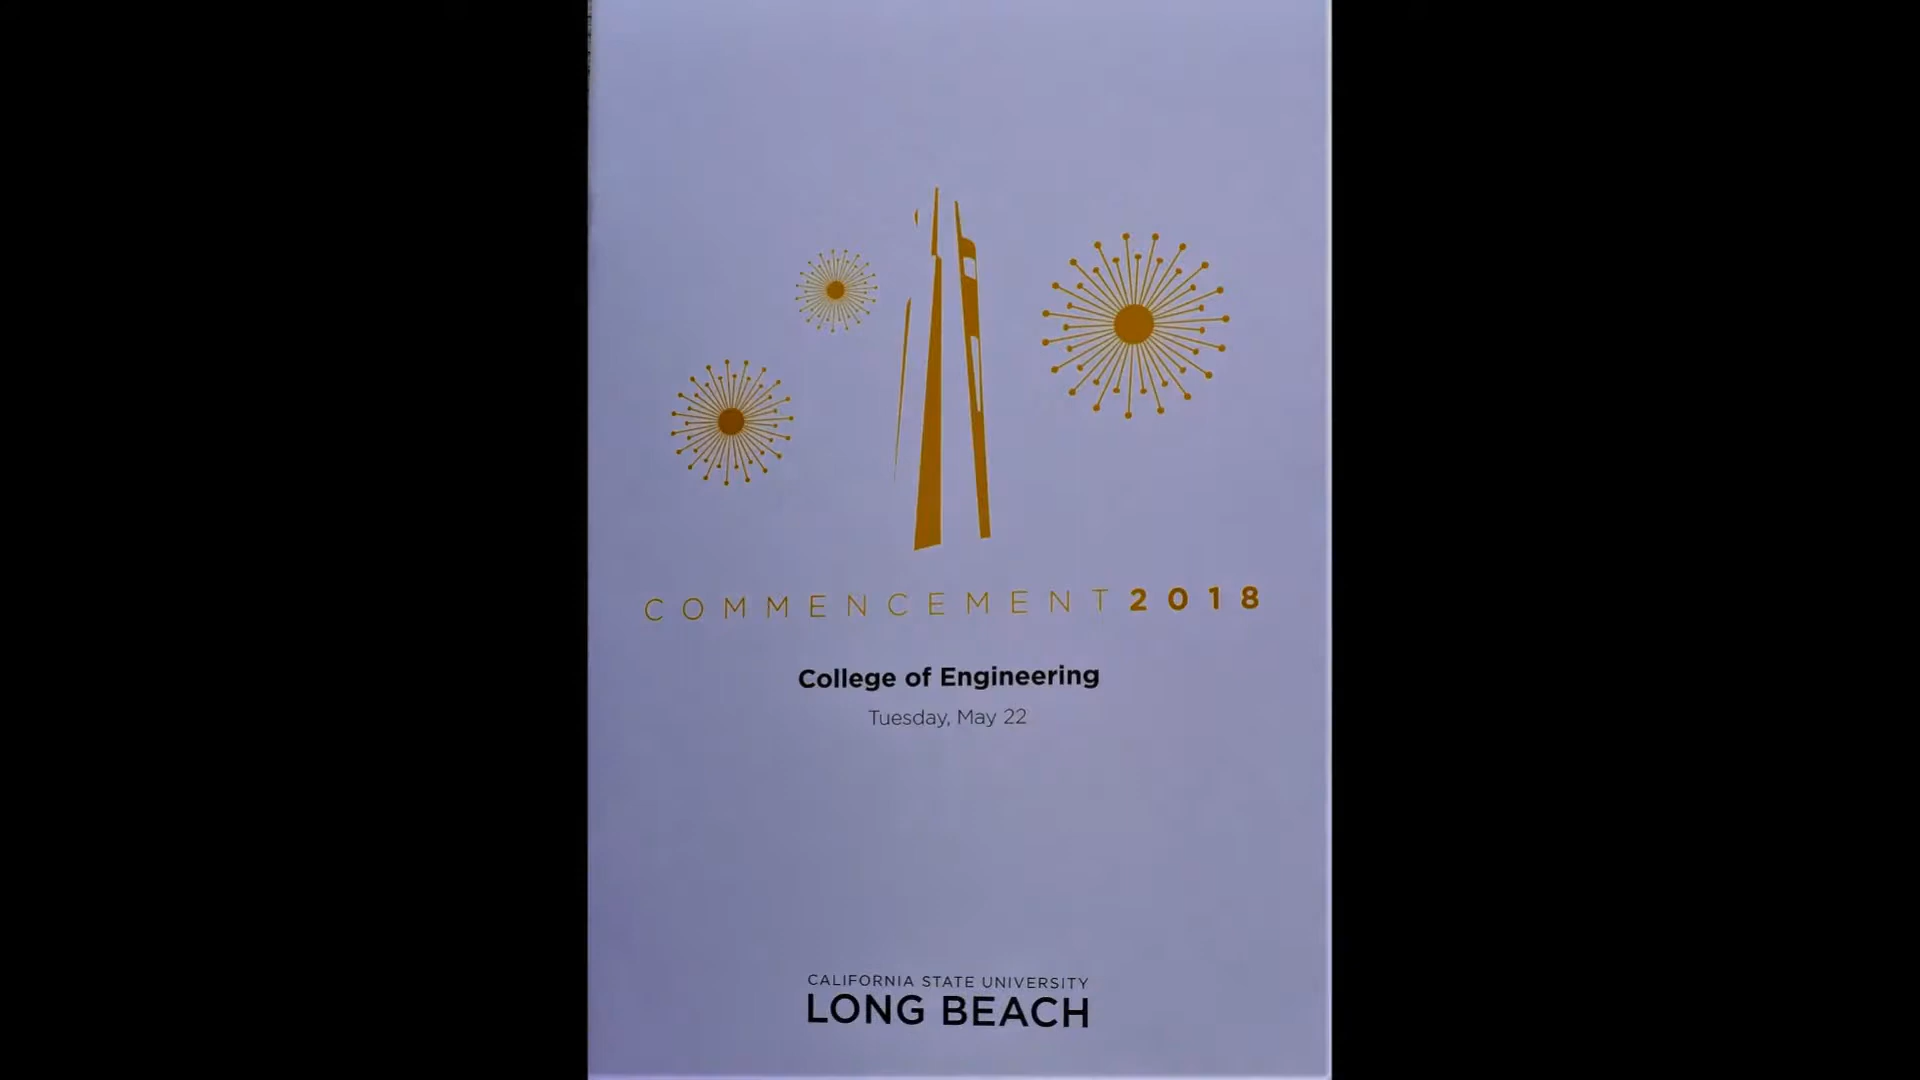 COMMENCEMENT 2018
College of Engineering
Tuesday, May 22
CALIFORNIA STATE UNIVERSITY
LONG BEACH